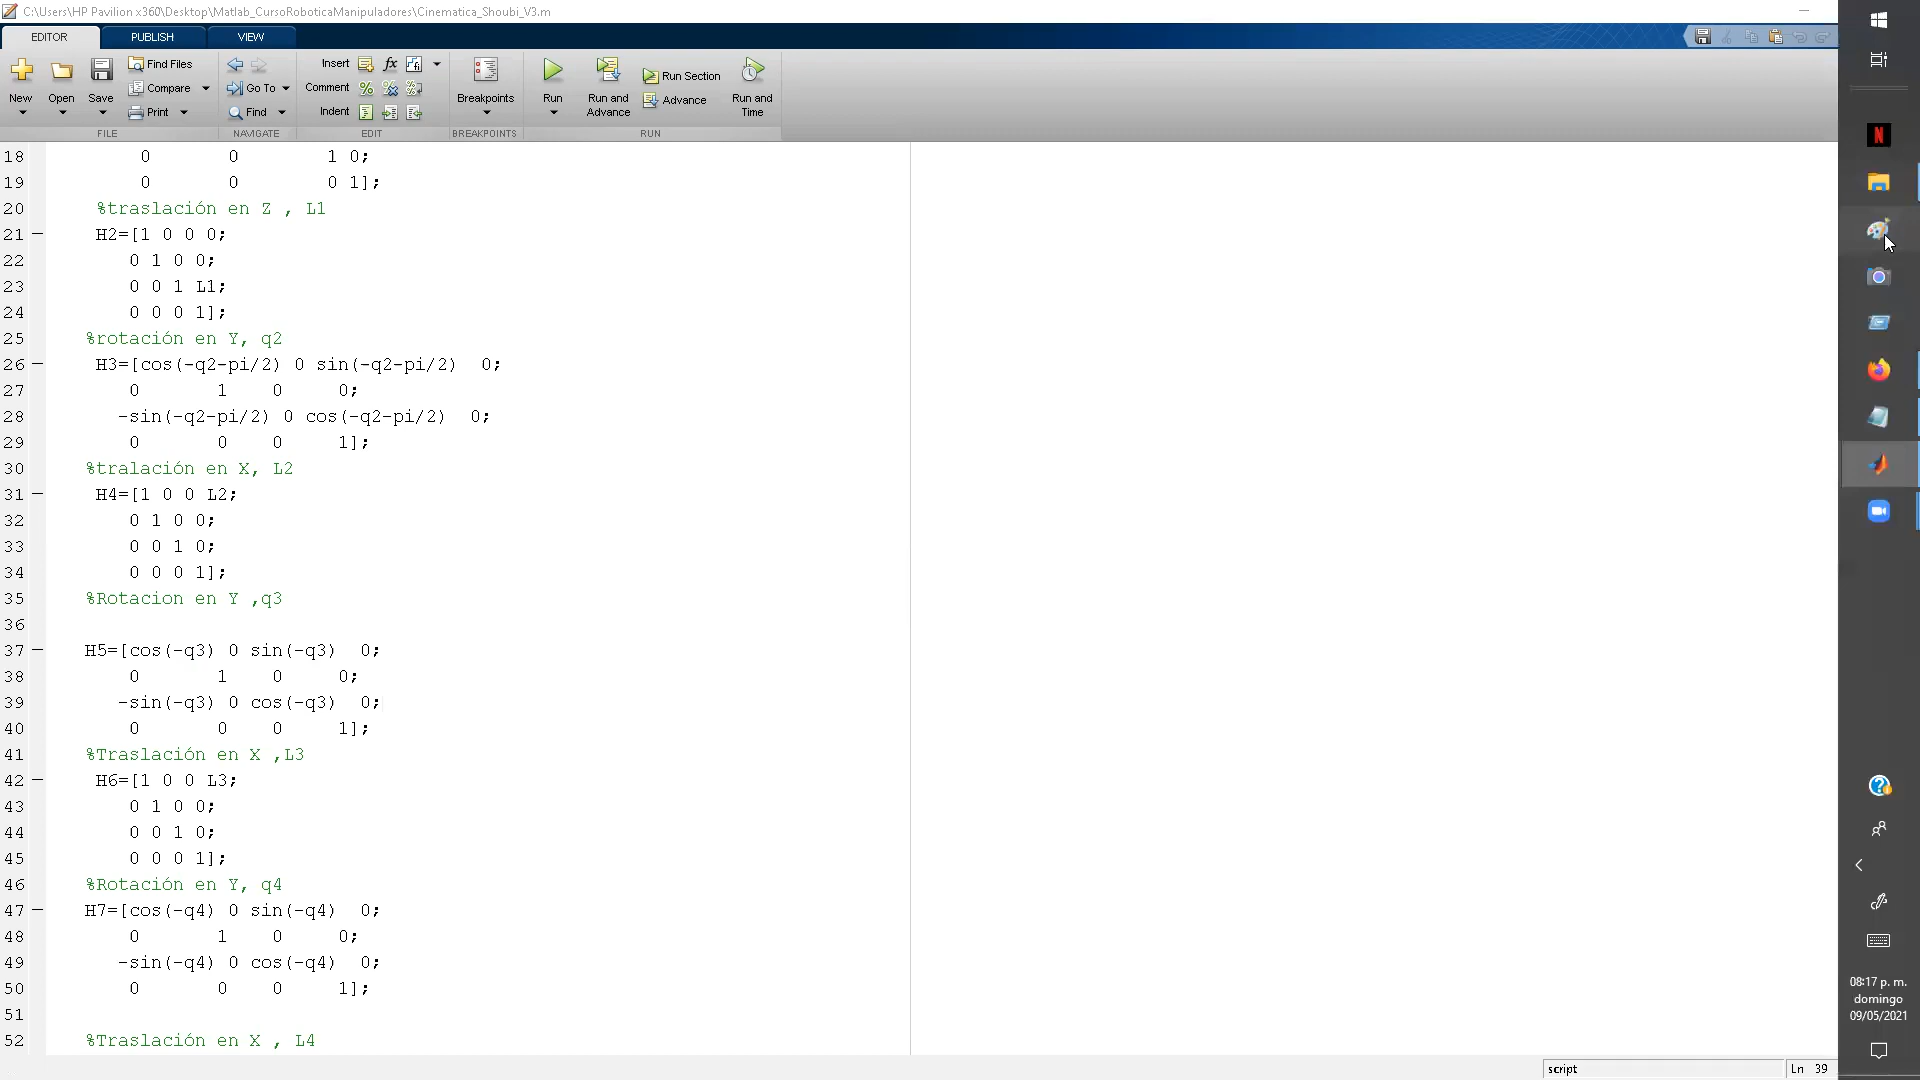 C:\Users\HP Pavilion x360\Desktop\Matlab_CursoRoboticaManipuladores\Cinematica_Shoubi_V3.m
EDITOR PUBLISH VIEW
New Open Save Find Files Compare Print
Go To Find
Insert fx
Comment
Indent
Breakpoints
Run Run and Advance Run Section Advance Run and Time
FILE NAVIGATE EDIT BREAKPOINTS RUN
18 0 0 1 0;
19 0 0 0 1];
20 %traslación en Z , L1
21 H2=[1 0 0 0;
22 0 1 0 0;
23 0 0 1 L1;
24 0 0 0 1];
25 %rotación en Y, q2
26 H3=[cos(-q2-pi/2) 0 sin(-q2-pi/2) 0;
27 0 1 0 0;
28 -sin(-q2-pi/2) 0 cos(-q2-pi/2) 0;
29 0 0 0 1];
30 %tralación en X, L2
31 H4=[1 0 0 L2;
32 0 1 0 0;
33 0 0 1 0;
34 0 0 0 1];
35 %Rotacion en Y ,q3
36
37 H5=[cos(-q3) 0 sin(-q3) 0;
38 0 1 0 0;
39 -sin(-q3) 0 cos(-q3) 0;
40 0 0 0 1];
41 %Traslación en X ,L3
42 H6=[1 0 0 L3;
43 0 1 0 0;
44 0 0 1 0;
45 0 0 0 1];
46 %Rotación en Y, q4
47 H7=[cos(-q4) 0 sin(-q4) 0;
48 0 1 0 0;
49 -sin(-q4) 0 cos(-q4) 0;
50 0 0 0 1];
51
52 %Traslación en X , L4
script Ln 39
08:17 p. m.
domingo
09/05/2021